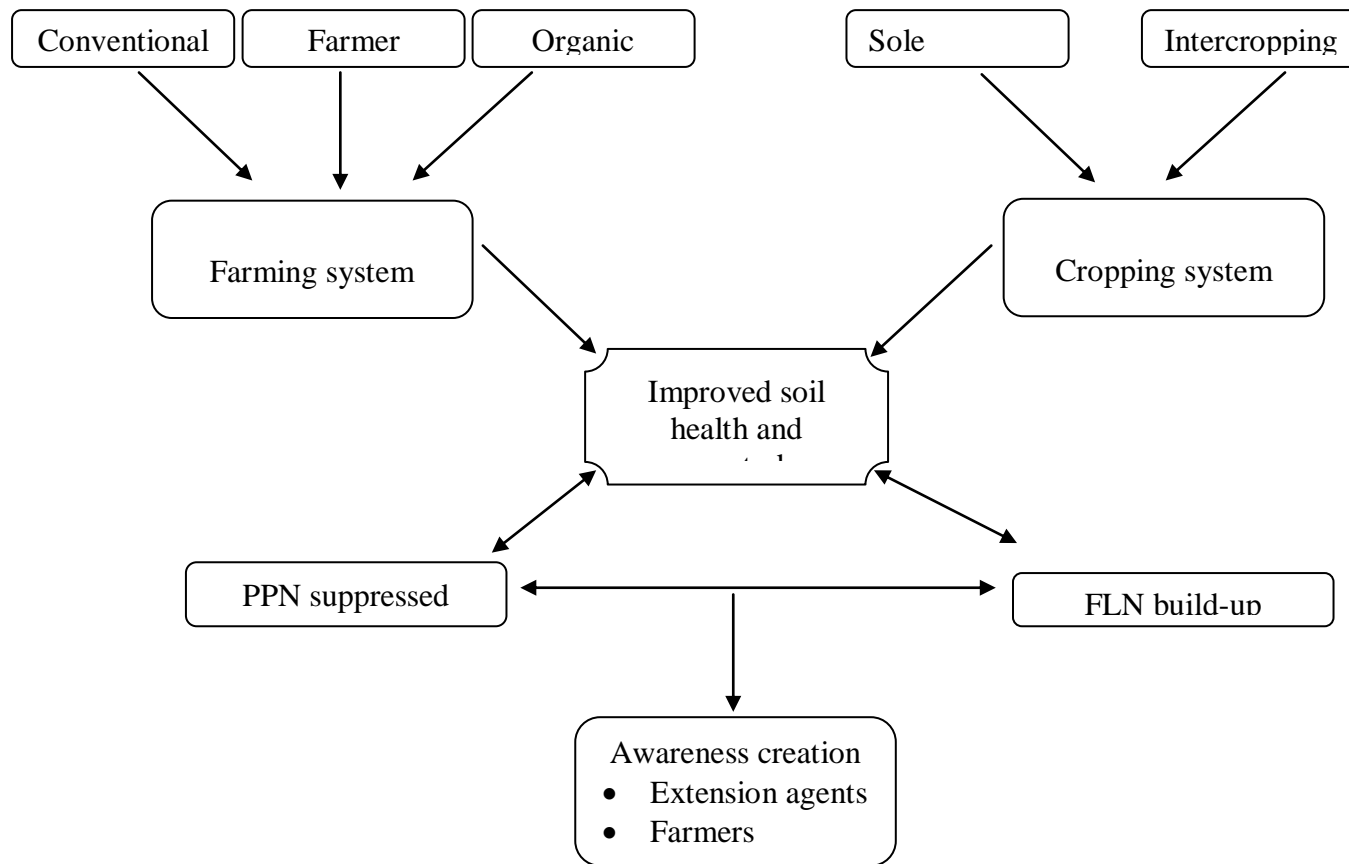 Conventional
Farmer
Organic
Sole
Intercropping
Farming system
Cropping system
Improved soil
health and
PPN suppressed
FLN build-up
Awareness creation
• Extension agents
• Farmers